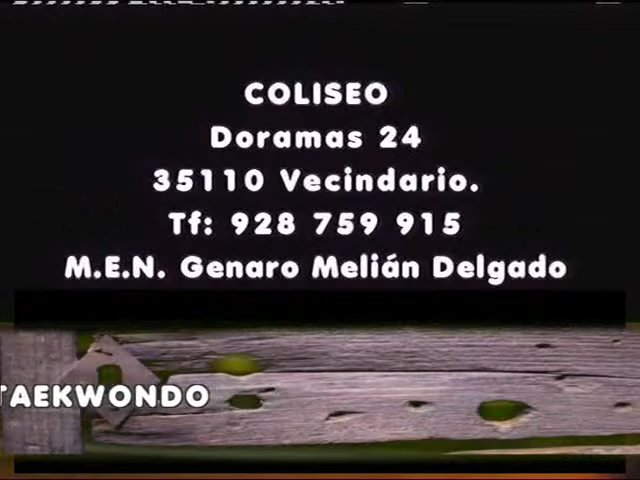 COLISEO
Doramas 24
35110 Vecindario.
Tf: 928 759 915
M.E.N. Genaro Melián Delgado
TAEKWONDO